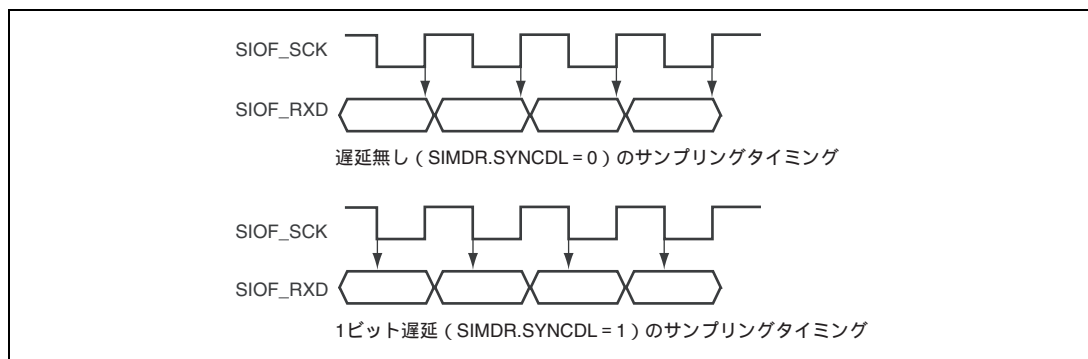 SIOF_SCK
SIOF_RXD
遅延無し（SIMDR.SYNCDL = 0）のサンプリングタイミング
SIOF_SCK
SIOF_RXD
1ビット遅延（SIMDR.SYNCDL = 1）のサンプリングタイミング